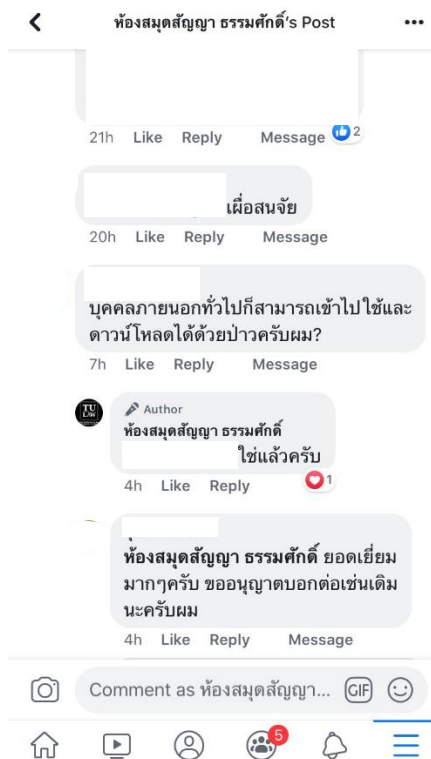 ห้องสมุดสัญญา ธรรมศักดิ์'s Post
21h Like Reply Message 2
เผื่อสนจัย
20h Like Reply Message
บุคคลภายนอกทั่วไปก็สามารถเข้าไปใช้และ
ดาวน์โหลดได้ด้วยป่าวครับผม?
7h Like Reply Message
TU
Law
Author
ห้องสมุดสัญญา ธรรมศักดิ์
ใช่แล้วครับ
4h Like Reply 1
ห้องสมุดสัญญา ธรรมศักดิ์ ยอดเยี่ยม
มากๆครับ ขออนุญาตบอกต่อเช่นเดิม
นะครับผม
4h Like Reply Message
Comment as ห้องสมุดสัญญา... GIF
5